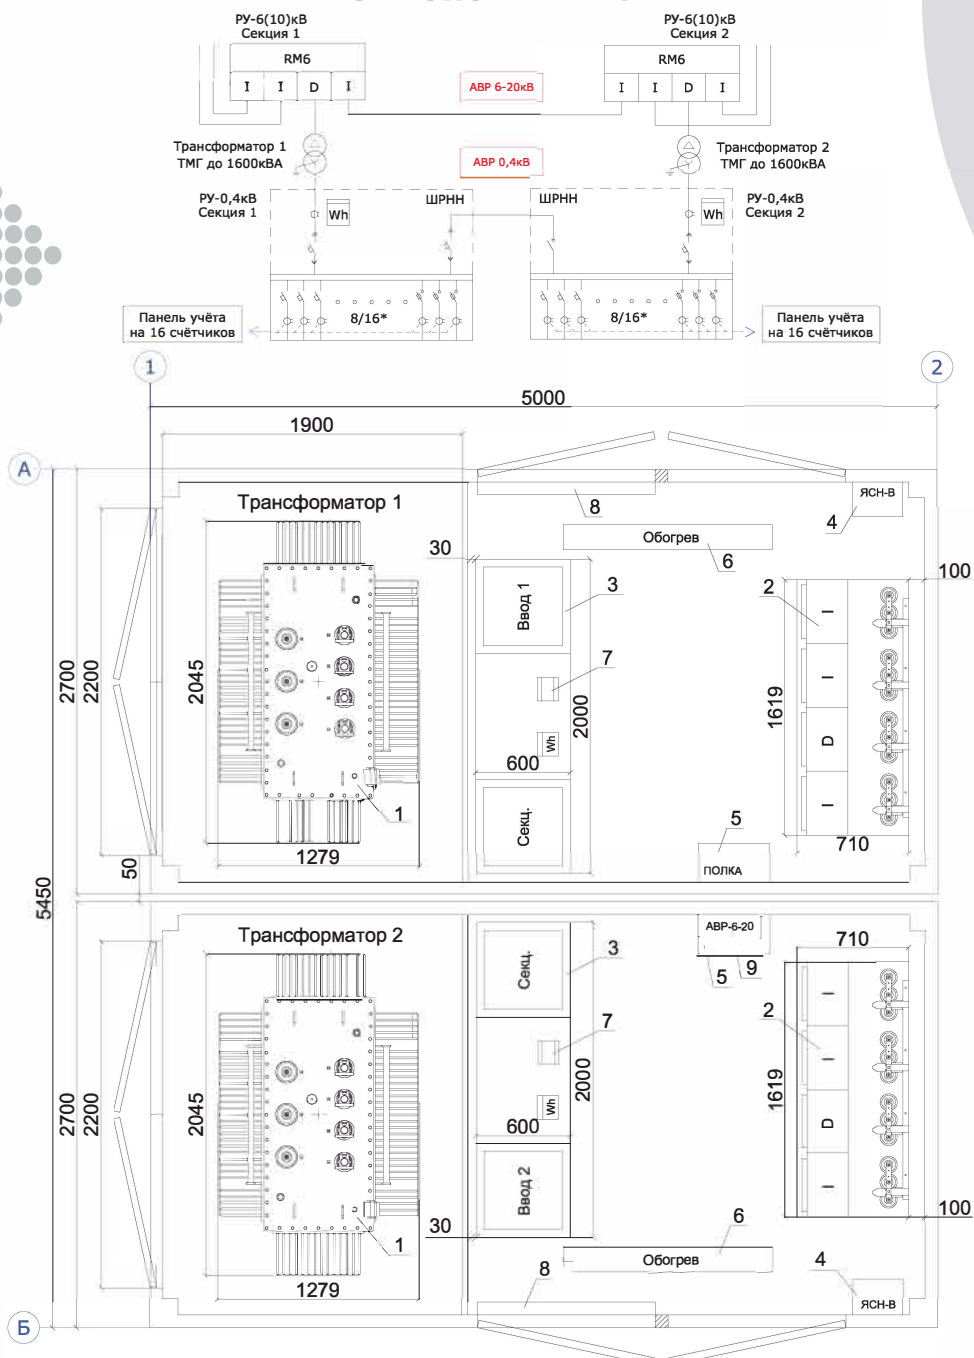 РУ-6(10)кВ
Секция 1
РУ-6(10)кВ
Секция 2
RM6
RM6
I I D I
I I D I
АВР 6-20кВ
Трансформатор 1
ТМГ до 1600кВА
АВР 0,4кВ
Трансформатор 2
ТМГ до 1600кВА
РУ-0,4кВ
Секция 1
Wh
ШРНН
ШРНН
Wh
РУ-0,4кВ
Секция 2
Панель учёта
на 16 счётчиков
8/16*
8/16*
Панель учёта
на 16 счётчиков
1
2
5000
1900
А
Трансформатор 1
8
ЯСН-В
4
30
Обогрев
6
100
Ввод 1
3
2
I
7
I
2700
2200
2045
2000
1619
Wh
600
D
Секц.
I
1
5
710
1279
50
ПОЛКА
5450
Трансформатор 2
АВР-6-20
710
Секц.
3
5
9
I
7
2
I
2700
2200
2045
2000
1619
Wh
600
D
Ввод 2
I
30
1
6
100
1279
8
Обогрев
4
ЯСН-В
Б